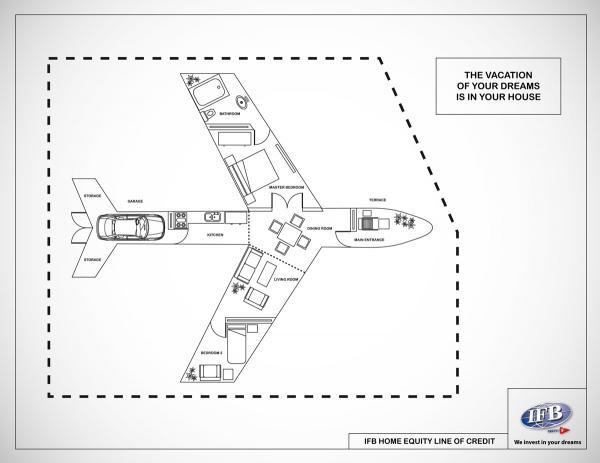 THE VACATION
OF YOUR DREAMS
IS IN YOUR HOUSE
BATHROOM
MASTER BEDROOM
STORAGE
GARAGE
TERRACE
KITCHEN
DINING ROOM
MAIN ENTRANCE
STORAGE
LIVING ROOM
BEDROOM 2
IFB
We invest in your dreams
IFB HOME EQUITY LINE OF CREDIT